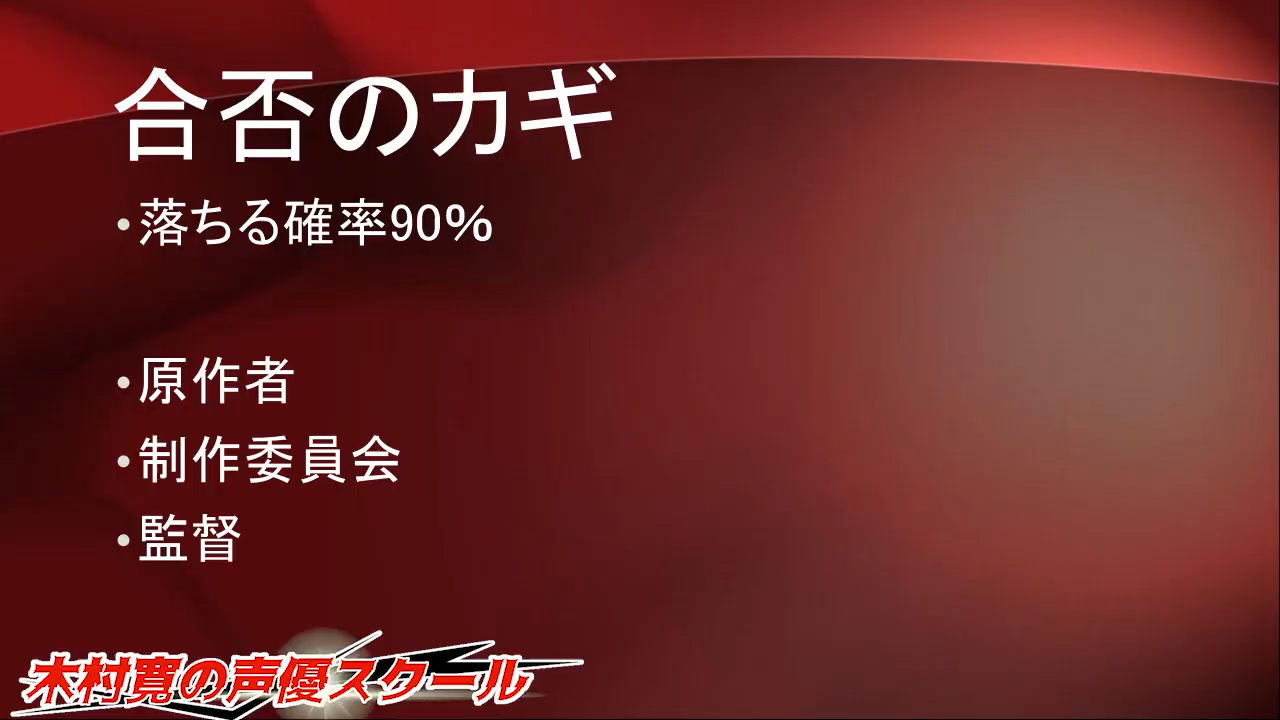 合否のカギ
•落ちる確率90%
•原作者
•制作委員会
•監督
木村寛の声優スクール